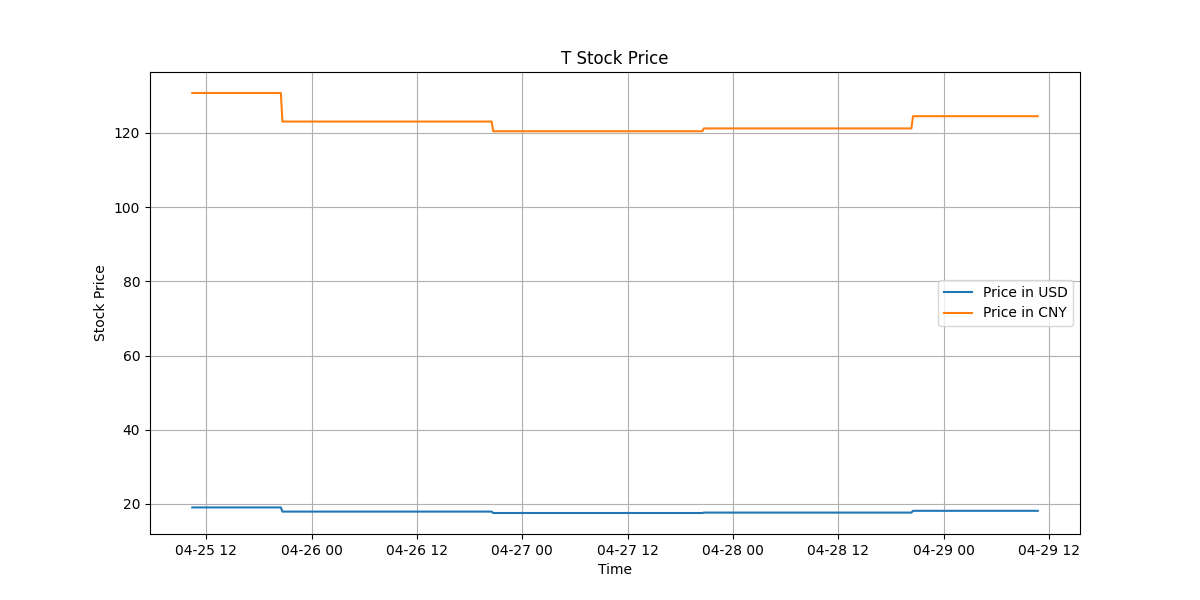 T Stock Price
Stock Price
120
100
80
60
40
20
Price in USD
Price in CNY
04-25 12 04-26 00 04-26 12 04-27 00 04-27 12 04-28 00 04-28 12 04-29 00 04-29 12
Time